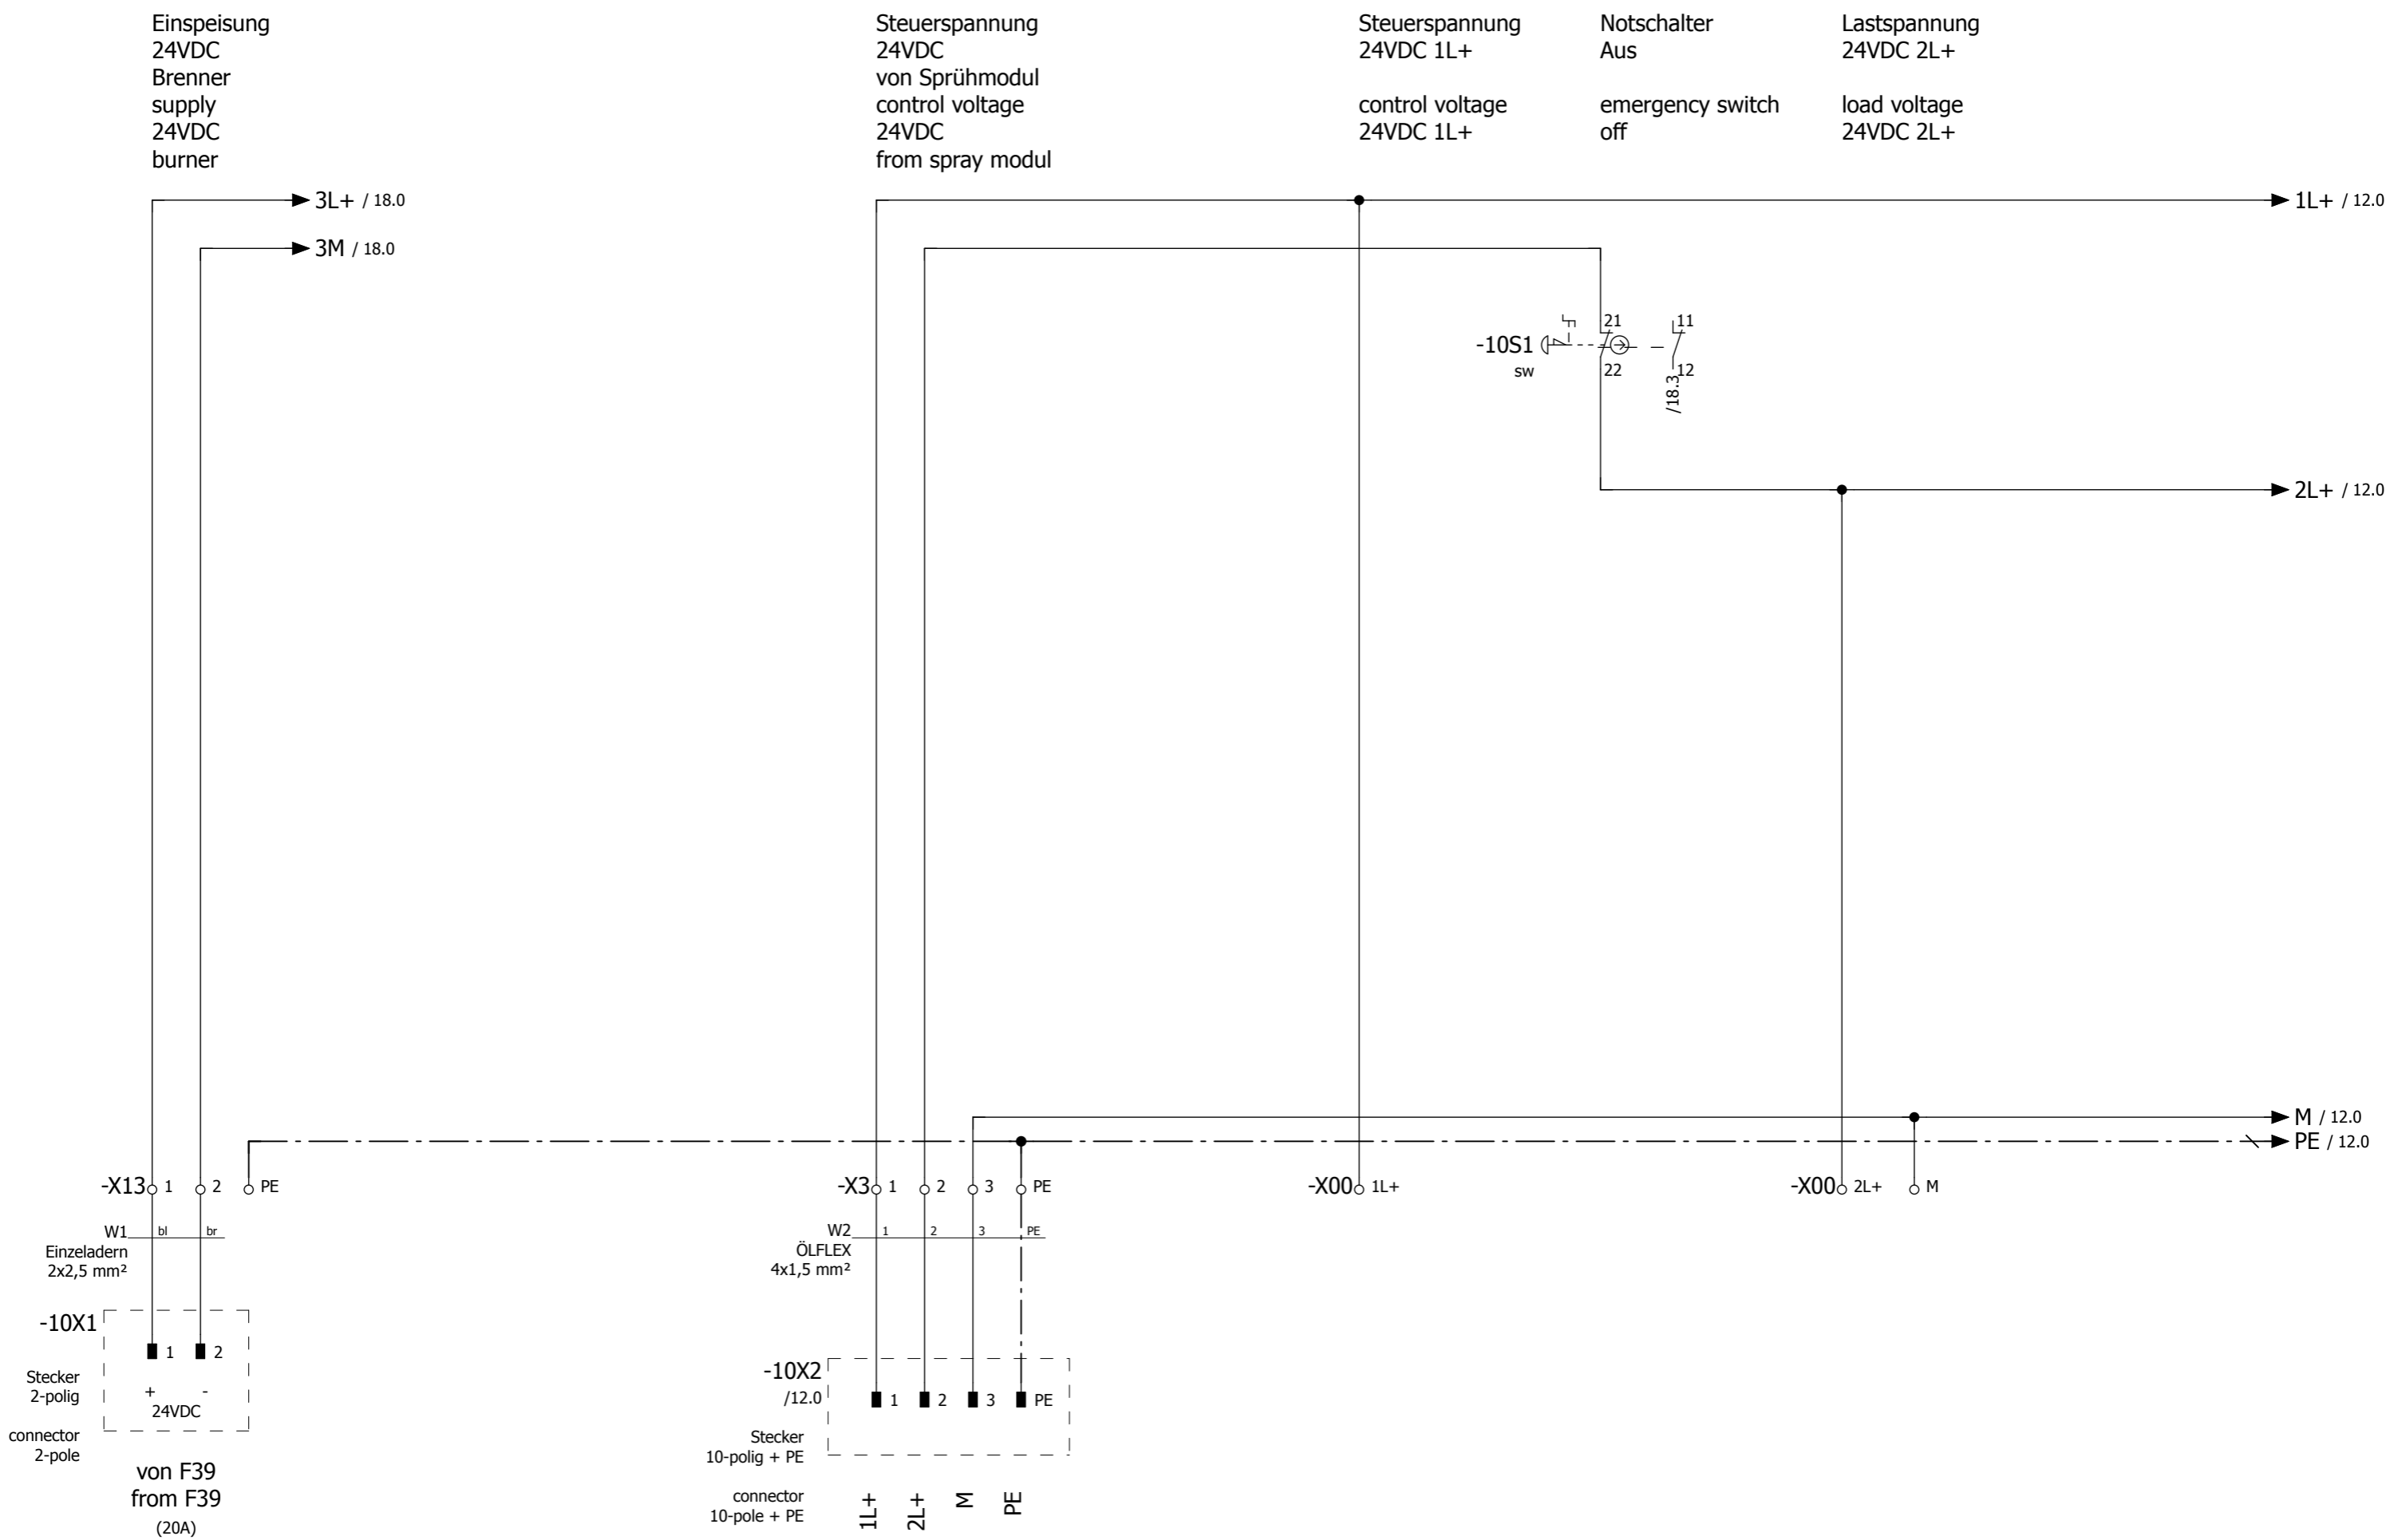 Einspeisung
24VDC
Brenner
supply
24VDC
burner
Steuerspannung
24VDC
von Sprühmodul
control voltage
24VDC
from spray modul
Steuerspannung
24VDC 1L+
control voltage
24VDC 1L+
Notschalter
Aus
emergency switch
off
Lastspannung
24VDC 2L+
load voltage
24VDC 2L+
3L+ / 18.0
1L+ / 12.0
3M / 18.0
-10S1
sw
21
22
11
12
/18.3
2L+ / 12.0
M / 12.0
PE / 12.0
-X13 1 2 PE
-X3 1 2 3 PE
-X00 1L+
-X00 2L+ M
W1 bl br
Einzeladern
2x2,5 mm²
W2 1 2 3 PE
ÖLFLEX
4x1,5 mm²
-10X1
1 2
Stecker
2-polig
+ -
24VDC
connector
2-pole
von F39
from F39
(20A)
-10X2
/12.0
1 2 3 PE
Stecker
10-polig + PE
connector
10-pole + PE
1L+
2L+
M
PE